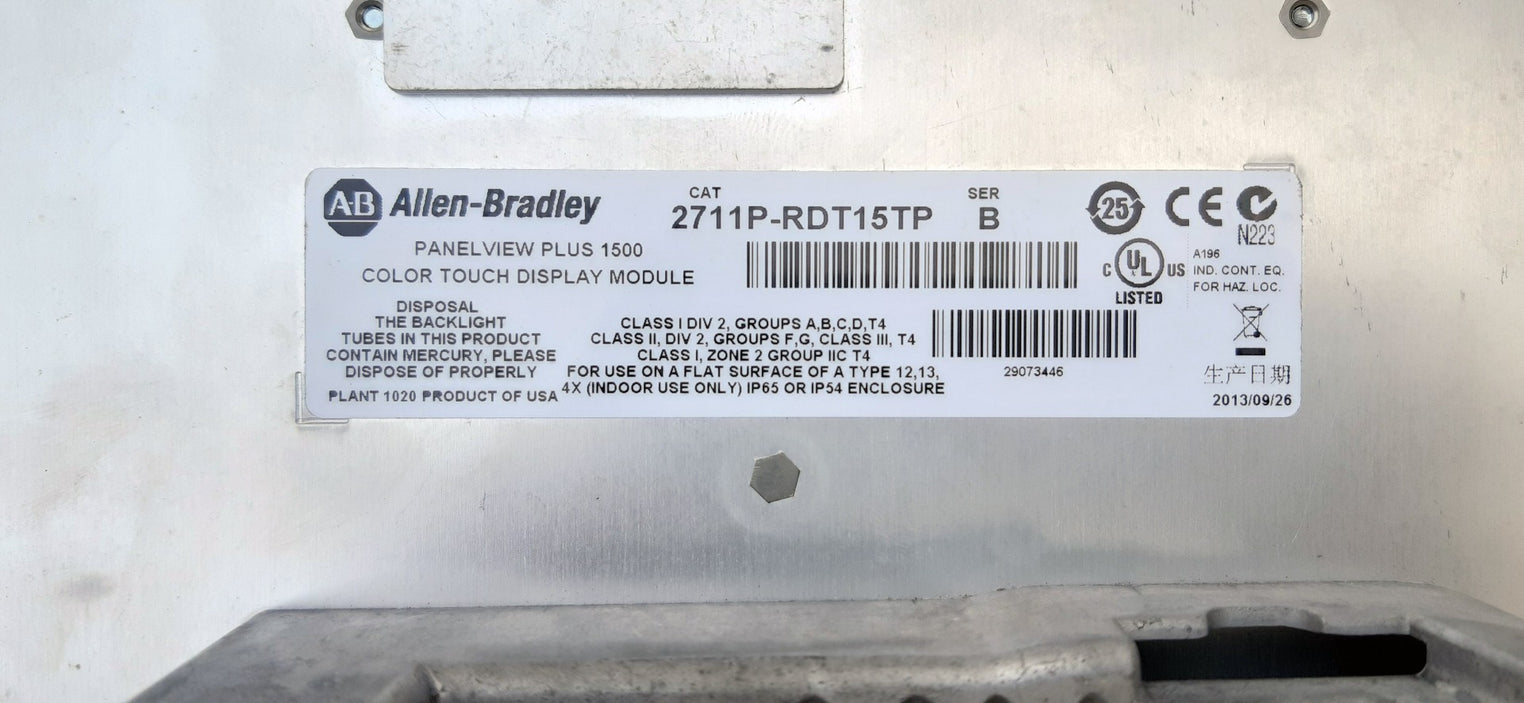 AB Allen-Bradley
CAT
2711P-RDT15TP
SER
B
25
CE
N223
PANELVIEW PLUS 1500
COLOR TOUCH DISPLAY MODULE
C UL US
LISTED
A196
IND. CONT. EQ.
FOR HAZ. LOC.
DISPOSAL
THE BACKLIGHT
TUBES IN THIS PRODUCT
CONTAIN MERCURY, PLEASE
DISPOSE OF PROPERLY
PLANT 1020 PRODUCT OF USA
CLASS I DIV 2, GROUPS A,B,C,D,T4
CLASS II, DIV 2, GROUPS F,G, CLASS III, T4
CLASS I, ZONE 2 GROUP IIC T4
FOR USE ON A FLAT SURFACE OF A TYPE 12,13,
4X (INDOOR USE ONLY) IP65 OR IP54 ENCLOSURE
29073446
生产日期
2013/09/26